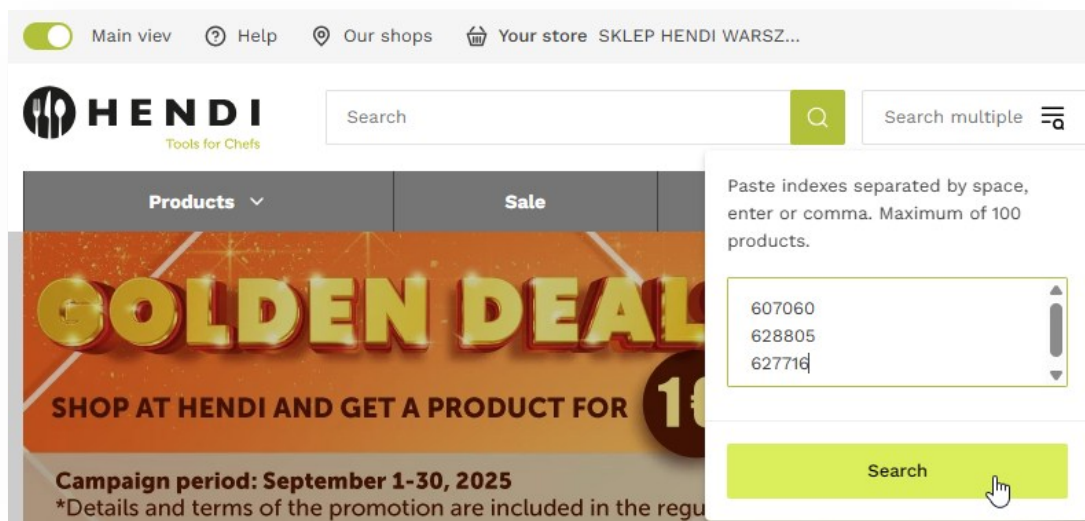 Main viev Help Our shops Your store SKLEP HENDI WARSZ...
HENDI
Tools for Chefs
Search
Search multiple
Products
Sale
Paste indexes separated by space,
enter or comma. Maximum of 100
products.
607060
628805
627716
Search
GOLDEN DEAL
SHOP AT HENDI AND GET A PRODUCT FOR
Campaign period: September 1-30, 2025
*Details and terms of the promotion are included in the regu